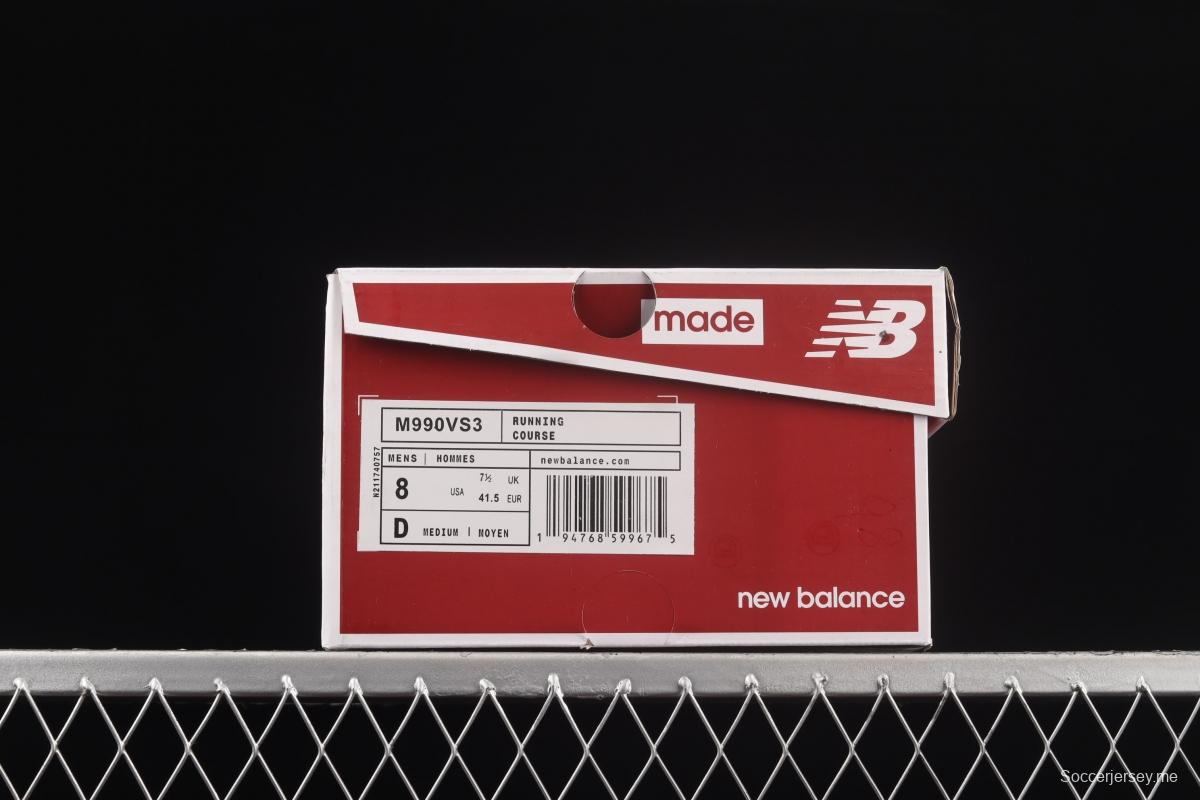 made
NB
M990VS3
RUNNING
COURSE
MENS | HOMMES
newbalance.com
N211740757
8
USA
7½ UK
41.5 EUR
D MEDIUM | MOYEN
1 94768 59967 5
new balance
Soccerjersey.me